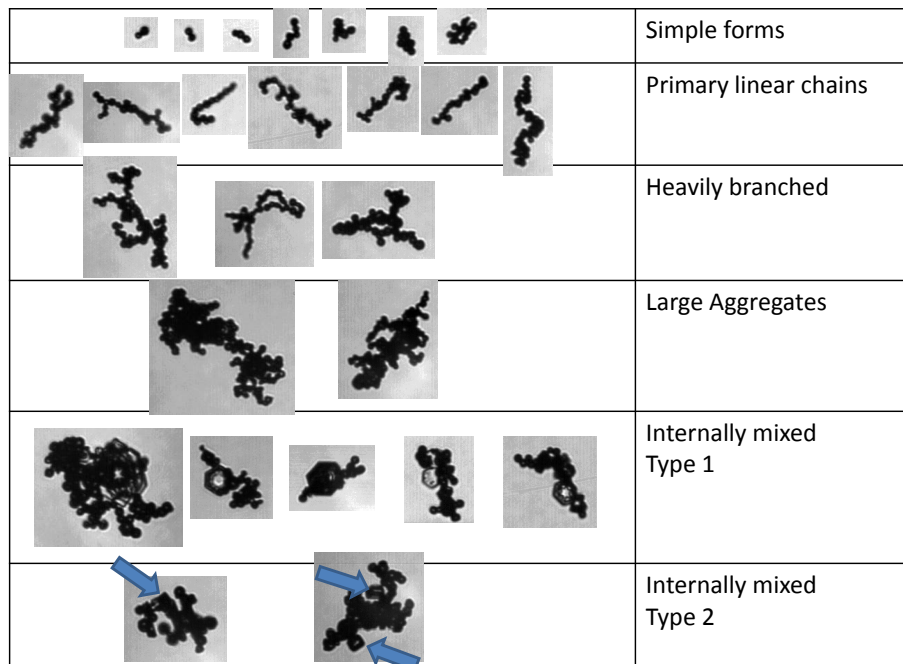 Simple forms
Primary linear chains
Heavily branched
Large Aggregates
Internally mixed
Type 1
Internally mixed
Type 2